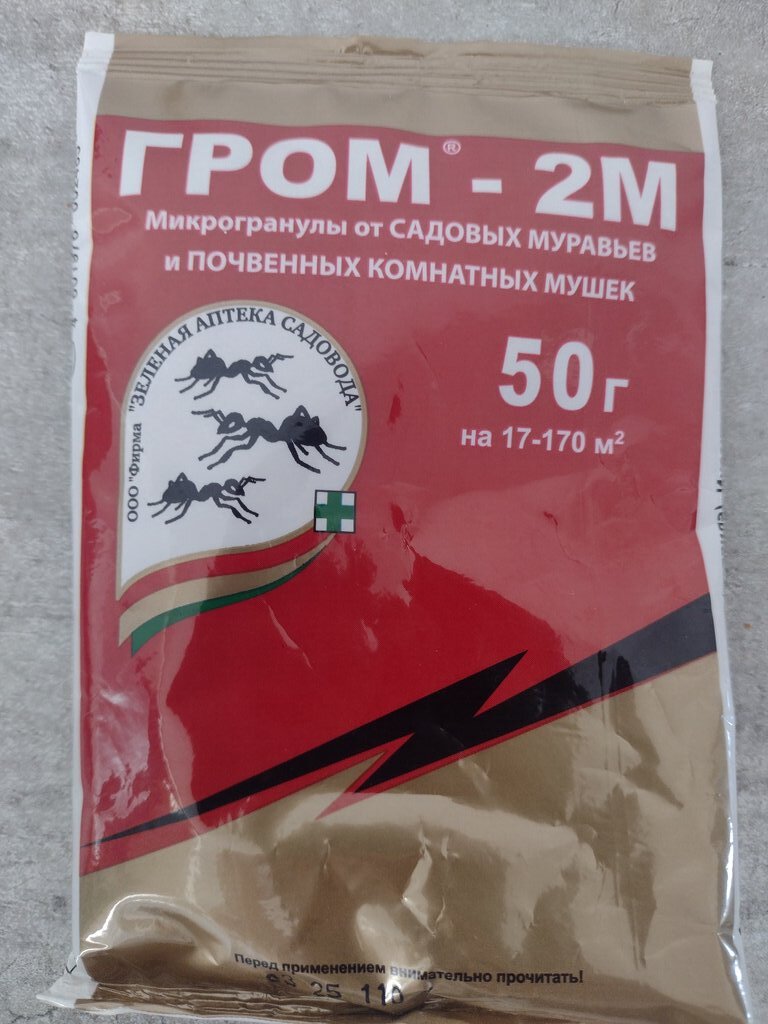 ГРОМ® - 2М
Микрогранулы от САДОВЫХ МУРАВЬЕВ
и ПОЧВЕННЫХ КОМНАТНЫХ МУШЕК
ООО "Фирма "ЗЕЛЕНАЯ АПТЕКА САДОВОДА"
50г
на 17-170 м²
Перед применением внимательно прочитать!
25